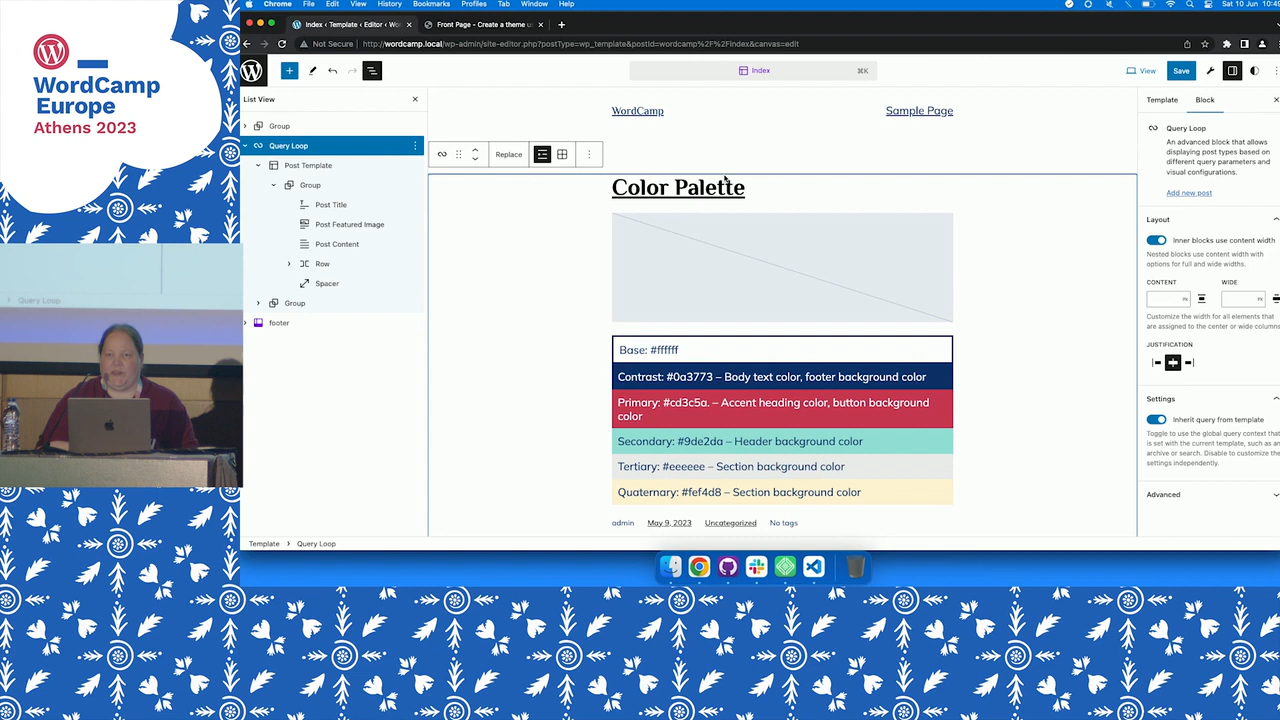 WordCamp
Europe
Athens 2023
Query Loop
Chrome File Edit View History Bookmarks Profiles Tab Window Help
Sat 10 Jun 10:49
Index ‹ Template ‹ Editor ‹ Wo
Front Page - Create a theme u
Not Secure http://wordcamp.local/wp-admin/site-editor.php?postType=wp_template&postId=wordcamp%2F%2Findex&canvas=edit
Index
⌘K
View
Save
List View
Group
Query Loop
Post Template
Group
Post Title
Post Featured Image
Post Content
Row
Spacer
Group
footer
WordCamp
Sample Page
Replace
Color Palette
Base: #ffffff
Contrast: #0a3773 – Body text color, footer background color
Primary: #cd3c5a. – Accent heading color, button background
color
Secondary: #9de2da – Header background color
Tertiary: #eeeeee – Section background color
Quaternary: #fef4d8 – Section background color
admin May 9, 2023 Uncategorized No tags
Template Block
Query Loop
An advanced block that allows
displaying post types based on
different query parameters and
visual configurations.
Add new post
Layout
Inner blocks use content width
Nested blocks use content width with
options for full and wide widths.
CONTENT WIDE
PX PX
Customize the width for all elements
that are assigned to the center or wide columns.
JUSTIFICATION
Settings
Inherit query from template
Toggle to use the global query context that
is set with the current template, such as an
archive or search. Disable to customize the
settings independently.
Advanced
Template › Query Loop